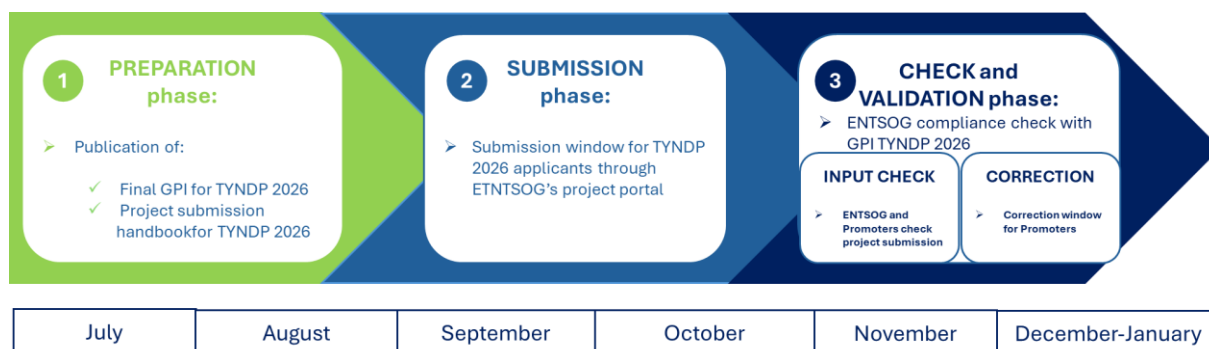 1
PREPARATION
phase:
➢ Publication of:
✓ Final GPI for TYNDP 2026
✓ Project submission
handbookfor TYNDP 2026
2
SUBMISSION
phase:
➢ Submission window for TYNDP
2026 applicants through
ETNTSOG’s project portal
3
CHECK and
VALIDATION phase:
➢ ENTSOG compliance check with
GPI TYNDP 2026
INPUT CHECK
➢ ENTSOG and
Promoters check
project submission
CORRECTION
➢ Correction window
for Promoters
July
August
September
October
November
December-January